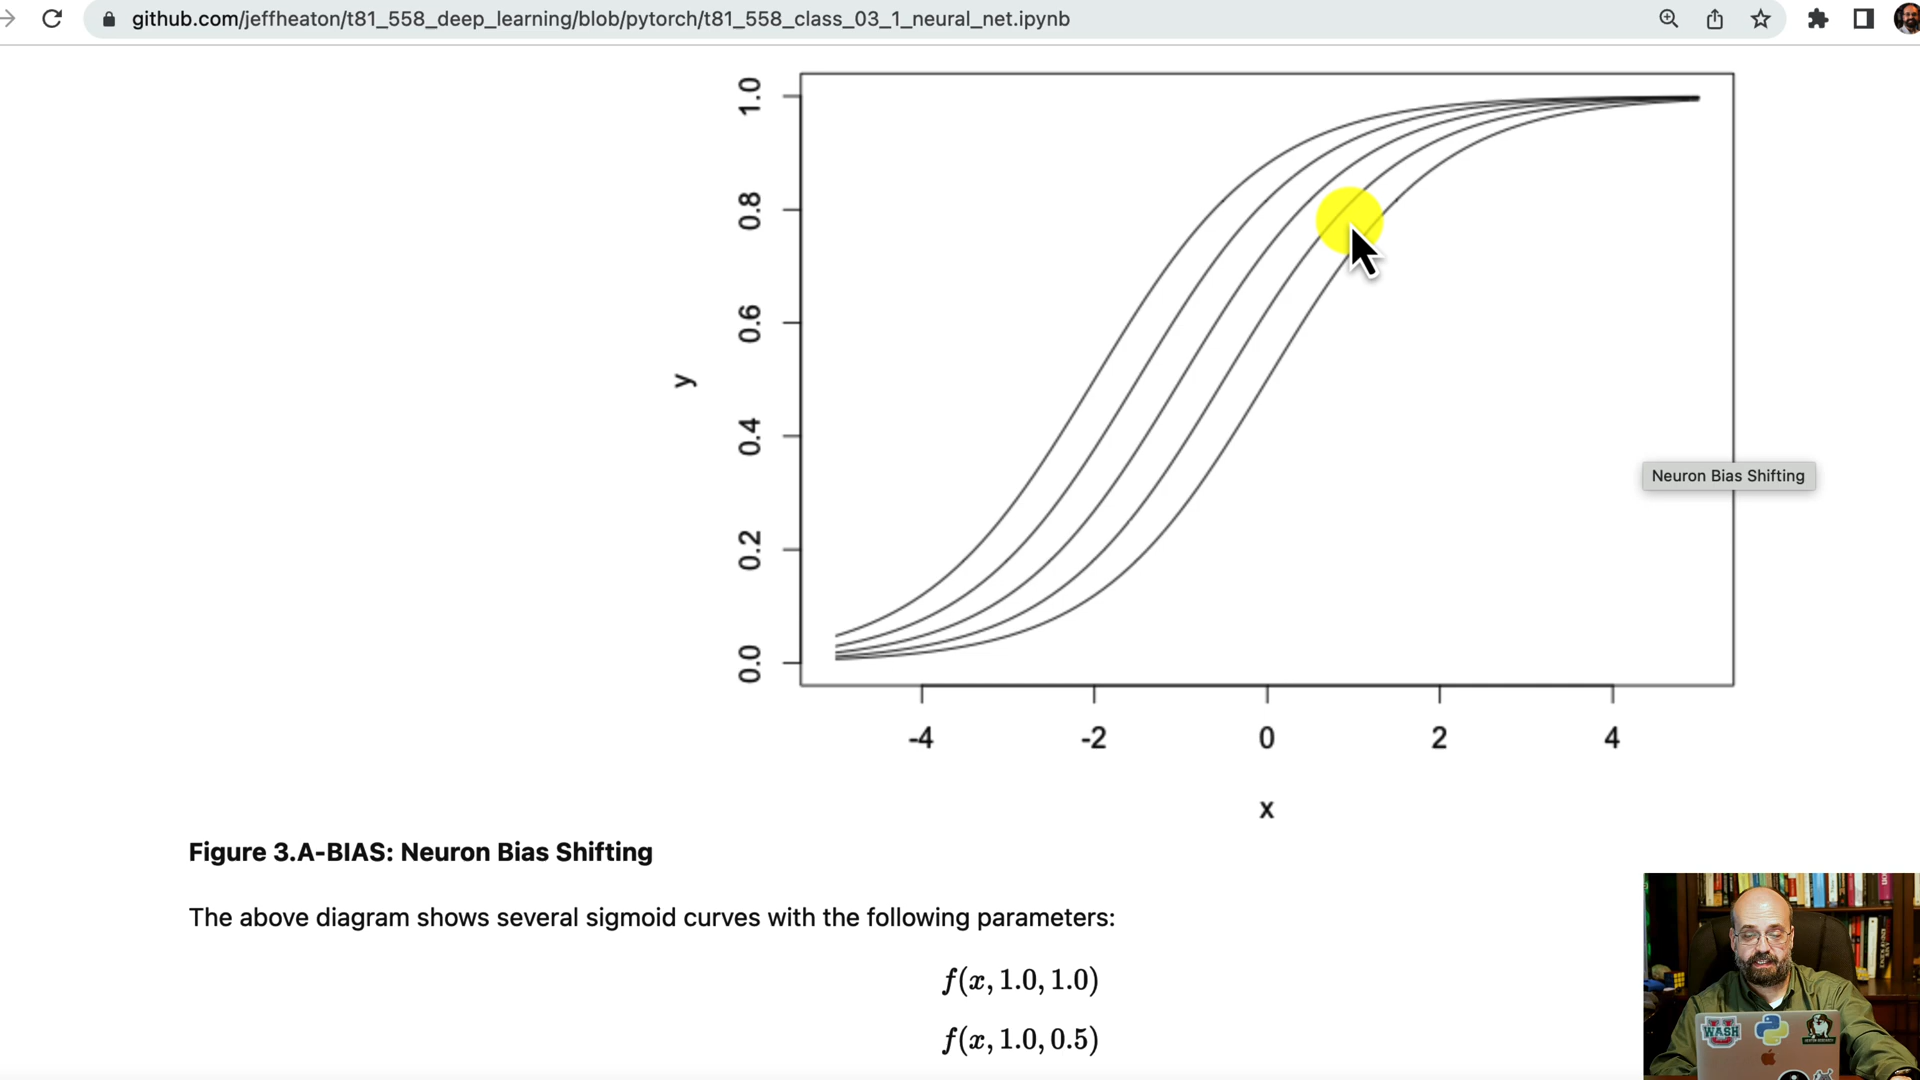 github.com/jeffheaton/t81_558_deep_learning/blob/pytorch/t81_558_class_03_1_neural_net.ipynb
1.0
0.8
0.6
0.4
0.2
0.0
y
Neuron Bias Shifting
-4 -2 0 2 4
x
Figure 3.A-BIAS: Neuron Bias Shifting
The above diagram shows several sigmoid curves with the following parameters:
f(x, 1.0, 1.0)
f(x, 1.0, 0.5)
WASH